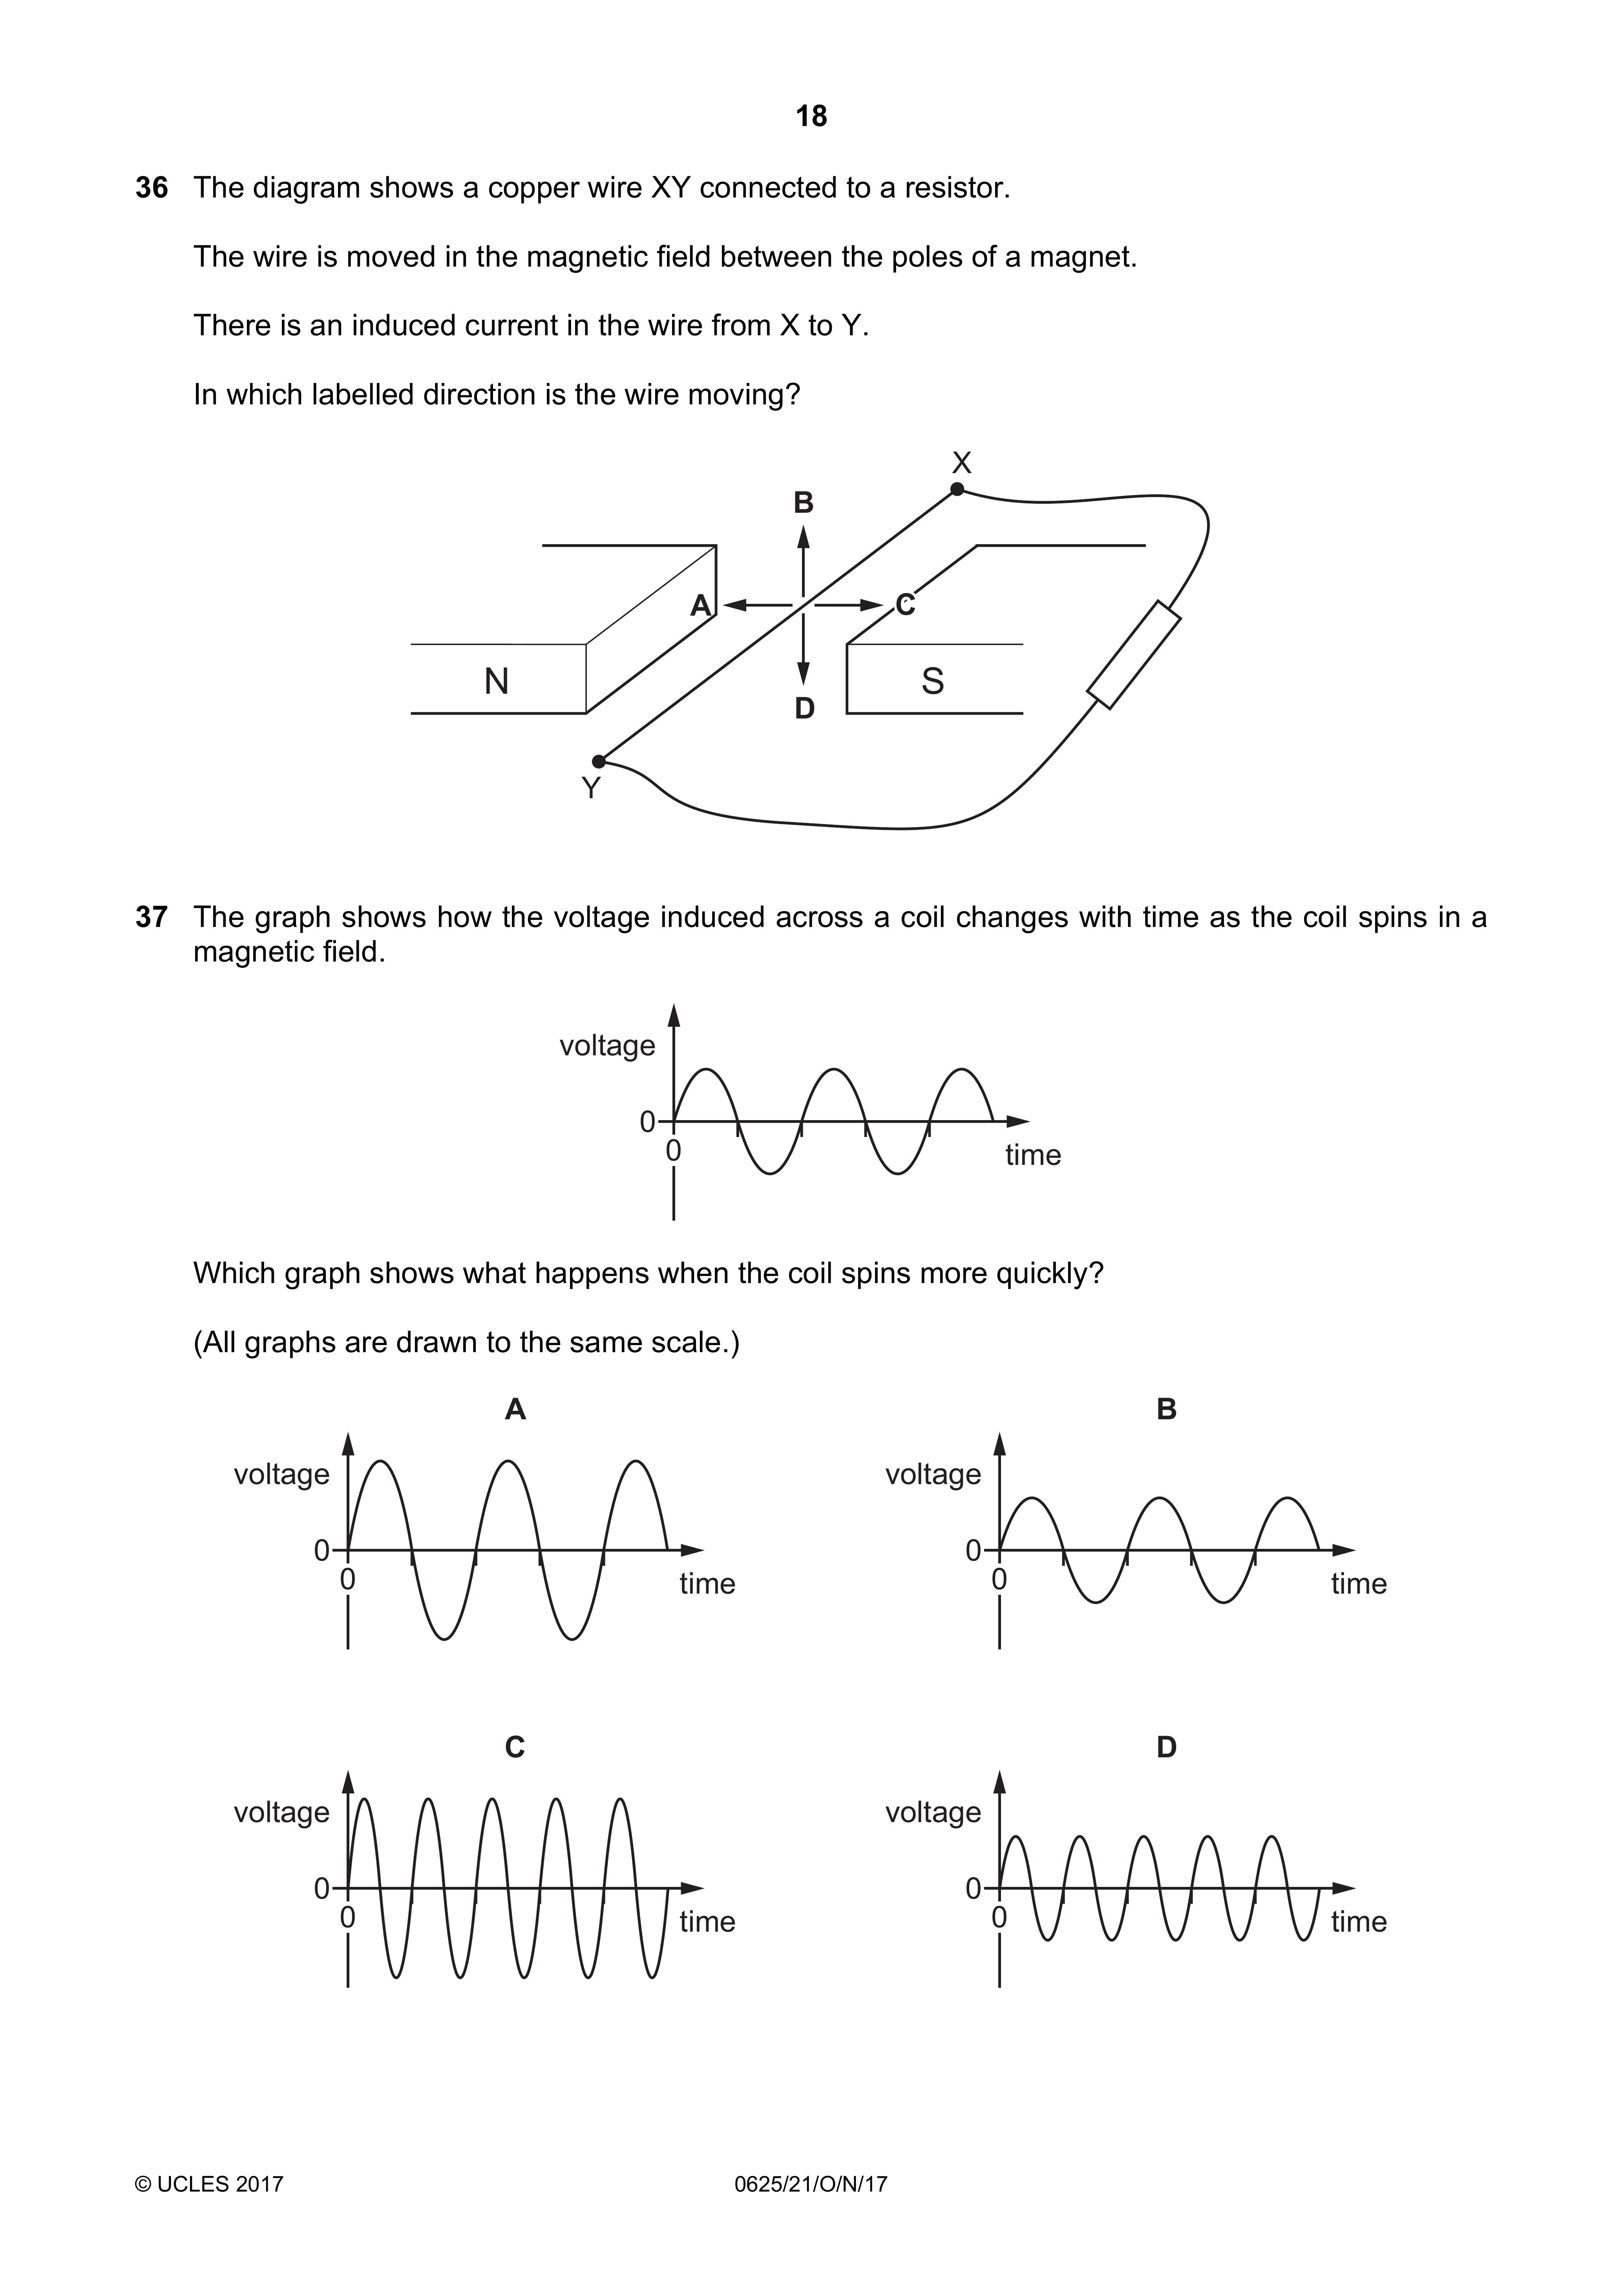 18
36 The diagram shows a copper wire XY connected to a resistor.
The wire is moved in the magnetic field between the poles of a magnet.
There is an induced current in the wire from X to Y.
In which labelled direction is the wire moving?
X
B
A
C
N
S
D
Y
37 The graph shows how the voltage induced across a coil changes with time as the coil spins in a
magnetic field.
voltage
0
0
time
Which graph shows what happens when the coil spins more quickly?
(All graphs are drawn to the same scale.)
A
voltage
0
0
time
B
voltage
0
0
time
C
voltage
0
0
time
D
voltage
0
0
time
© UCLES 2017
0625/21/O/N/17